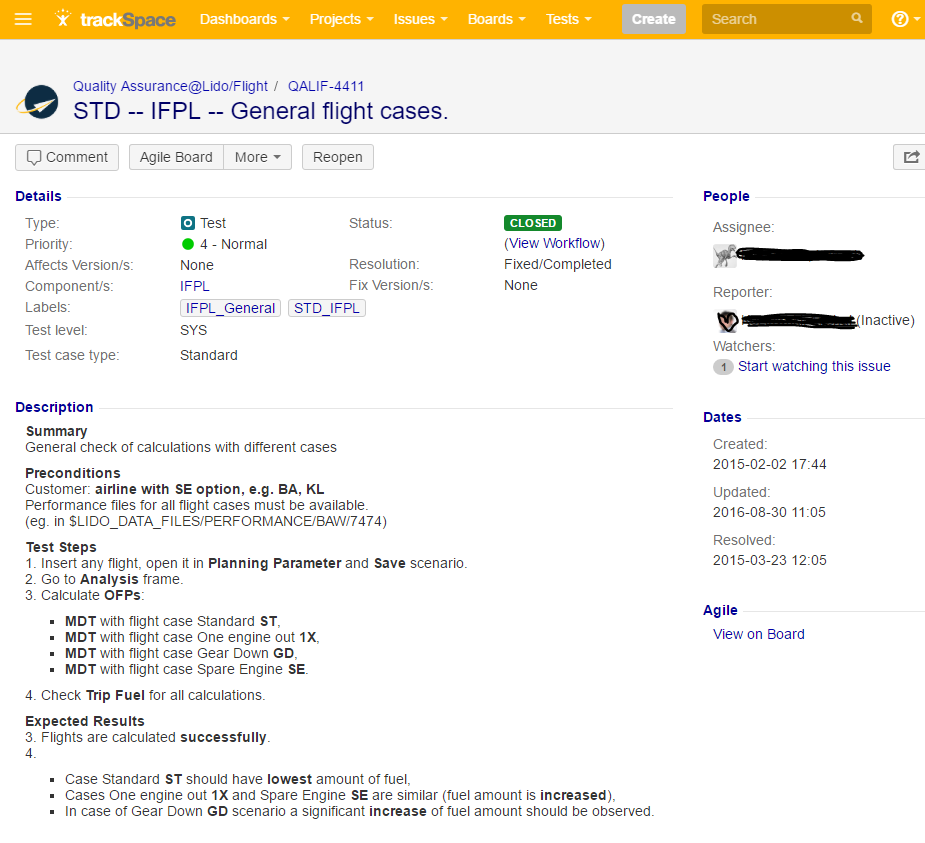 trackSpace Dashboards Projects Issues Boards Tests Create Search ?
Quality Assurance@Lido/Flight / QALIF-4411
STD -- IFPL -- General flight cases.
Comment Agile Board More Reopen
Details
Type: Test
Priority: 4 - Normal
Affects Version/s: None
Component/s: IFPL
Labels: IFPL_General STD_IFPL
Test level: SYS
Test case type: Standard
Status: CLOSED
(View Workflow)
Resolution: Fixed/Completed
Fix Version/s: None
Description
Summary
General check of calculations with different cases
Preconditions
Customer: airline with SE option, e.g. BA, KL
Performance files for all flight cases must be available.
(eg. in $LIDO_DATA_FILES/PERFORMANCE/BAW/7474)
Test Steps
1. Insert any flight, open it in Planning Parameter and Save scenario.
2. Go to Analysis frame.
3. Calculate OFPs:
▪ MDT with flight case Standard ST,
▪ MDT with flight case One engine out 1X,
▪ MDT with flight case Gear Down GD,
▪ MDT with flight case Spare Engine SE.
4. Check Trip Fuel for all calculations.
Expected Results
3. Flights are calculated successfully.
4.
▪ Case Standard ST should have lowest amount of fuel,
▪ Cases One engine out 1X and Spare Engine SE are similar (fuel amount is increased),
▪ In case of Gear Down GD scenario a significant increase of fuel amount should be observed.
People
Assignee:
Reporter:
(Inactive)
Watchers:
1 Start watching this issue
Dates
Created:
2015-02-02 17:44
Updated:
2016-08-30 11:05
Resolved:
2015-03-23 12:05
Agile
View on Board